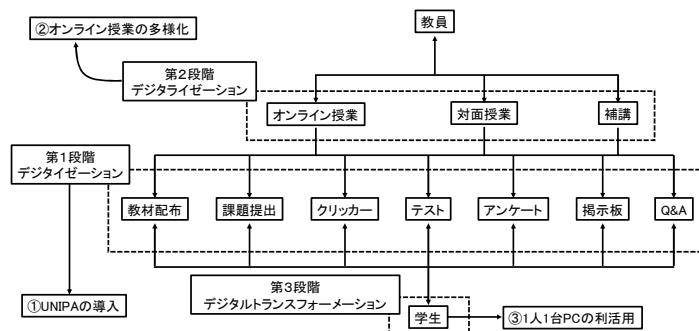 教員
②オンライン授業の多様化
第2段階
デジタライゼーション
オンライン授業
対面授業
補講
第1段階
デジタイゼーション
教材配布
課題提出
クリッカー
テスト
アンケート
掲示板
Q&A
第3段階
デジタルトランスフォーメーション
①UNIPAの導入
学生
③1人1台PCの利活用